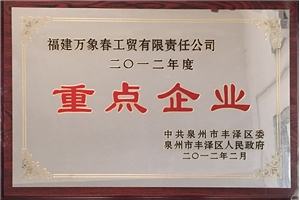 福建万象春工贸有限责任公司
二〇一二年度
重点企业
中共泉州市丰泽区委
泉州市丰泽区人民政府
二〇一二年二月